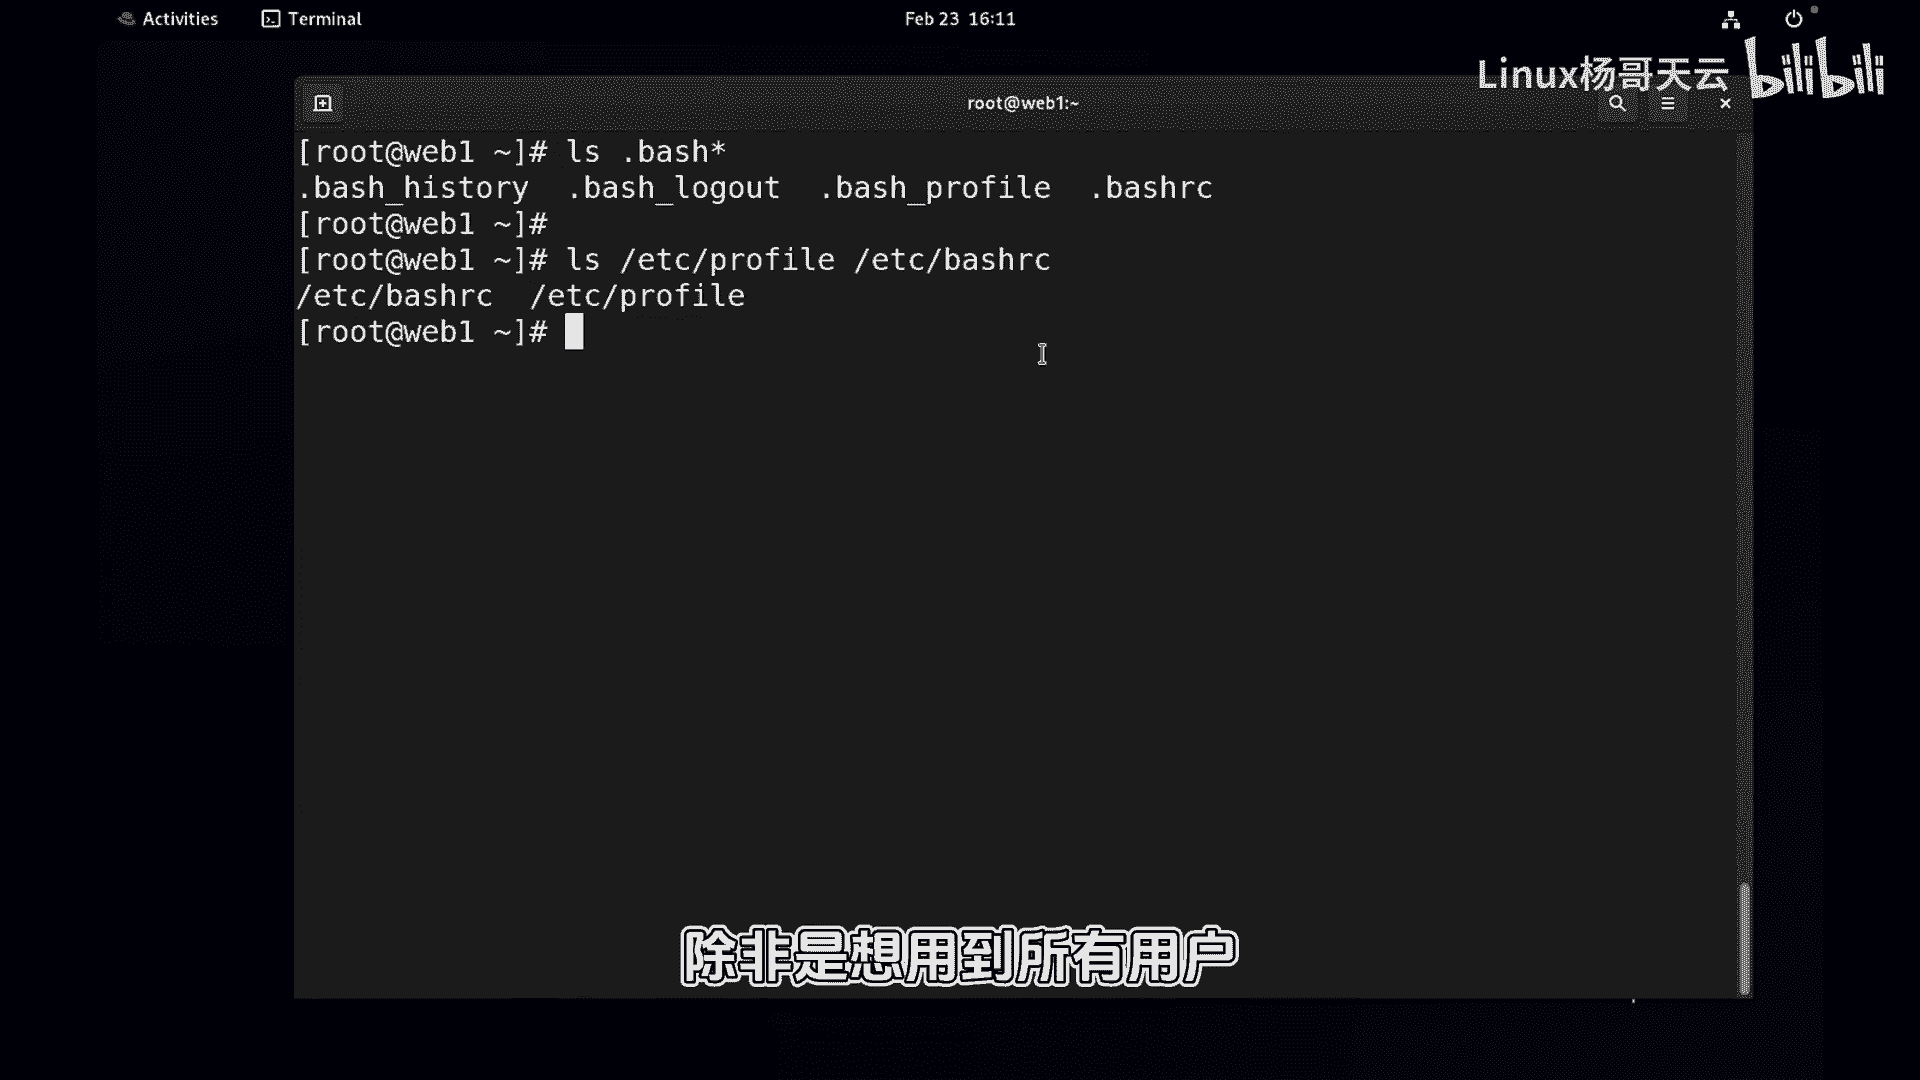 Activities Terminal Feb 23 16:11
Linux杨哥天云 bilibili
root@web1:~
[root@web1 ~]# ls .bash*
.bash_history .bash_logout .bash_profile .bashrc
[root@web1 ~]#
[root@web1 ~]# ls /etc/profile /etc/bashrc
/etc/bashrc /etc/profile
[root@web1 ~]#
除非是想用到所有用户